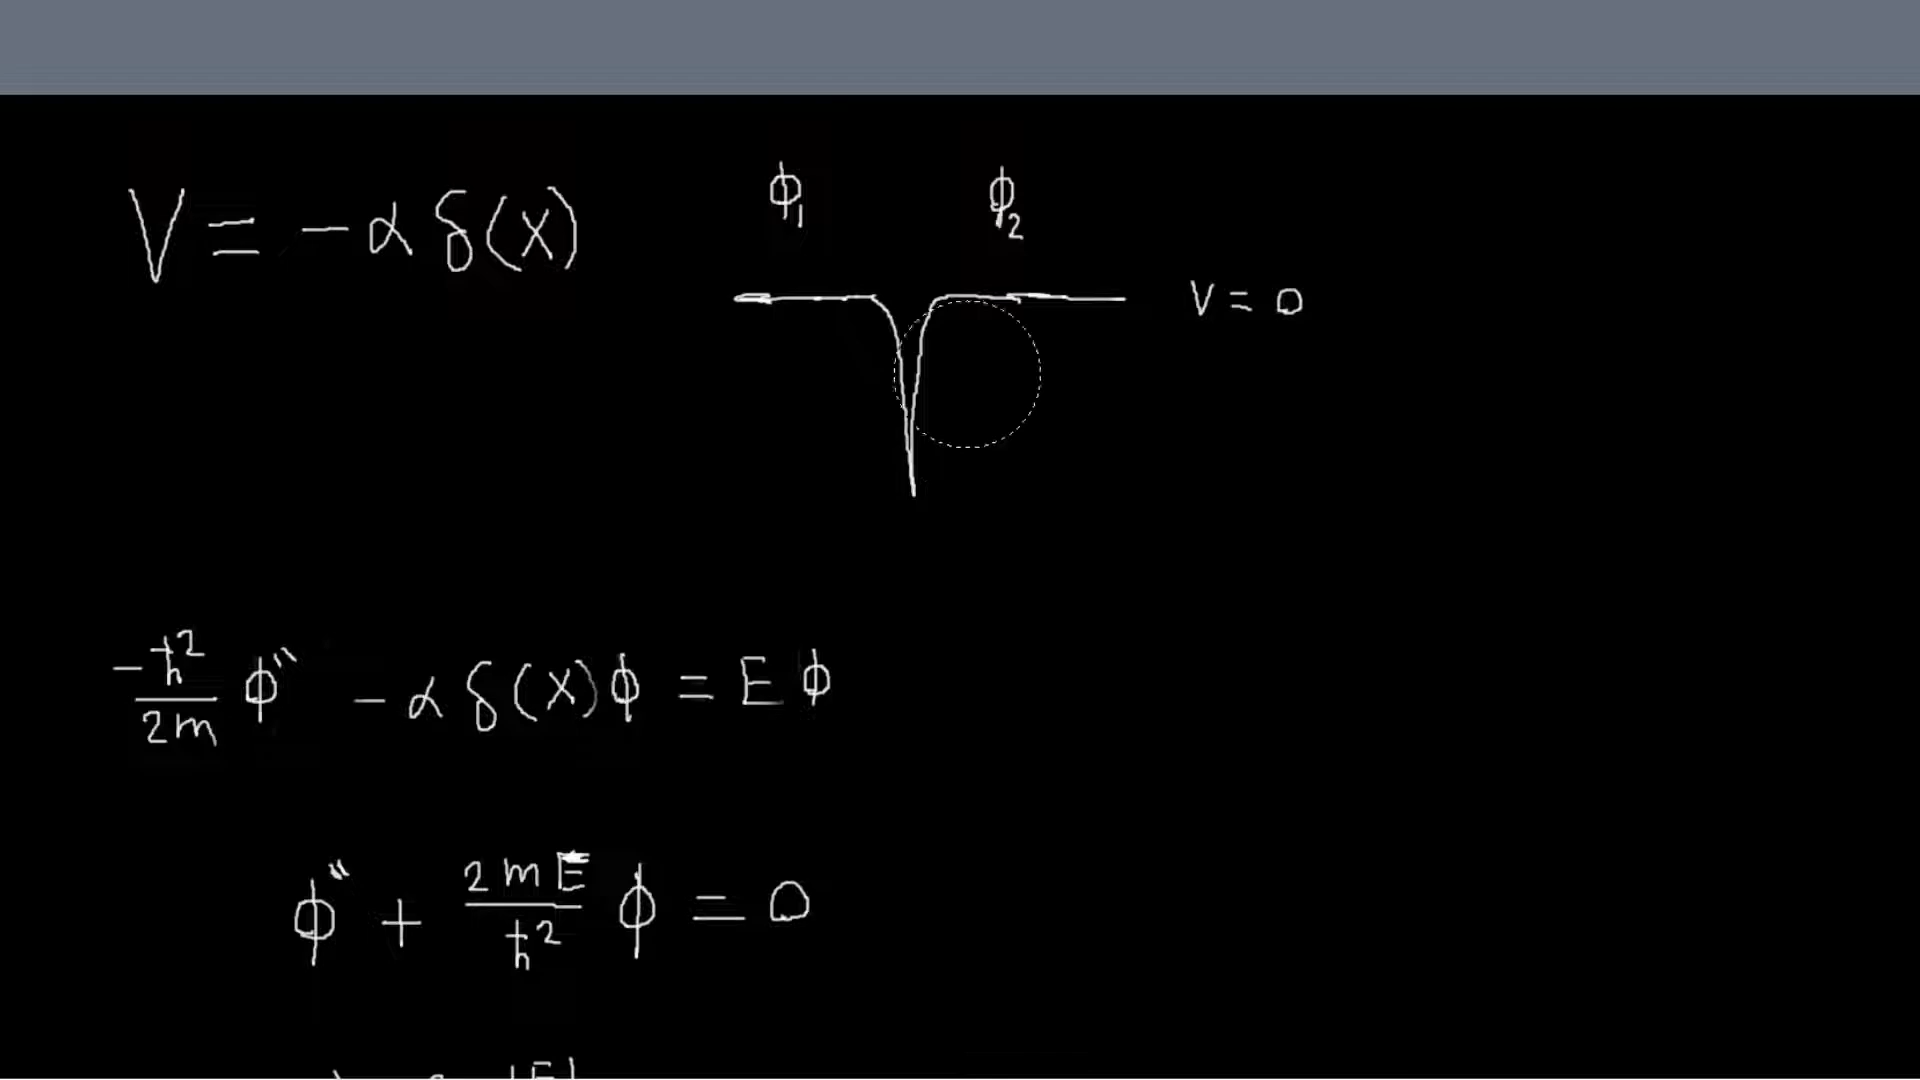 V = -α δ(x)
ϕ₁ ϕ₂
V = 0
-ħ²/2m ϕ'' - α δ(x)ϕ = E ϕ
ϕ'' + 2mE/ħ² ϕ = 0
|E|